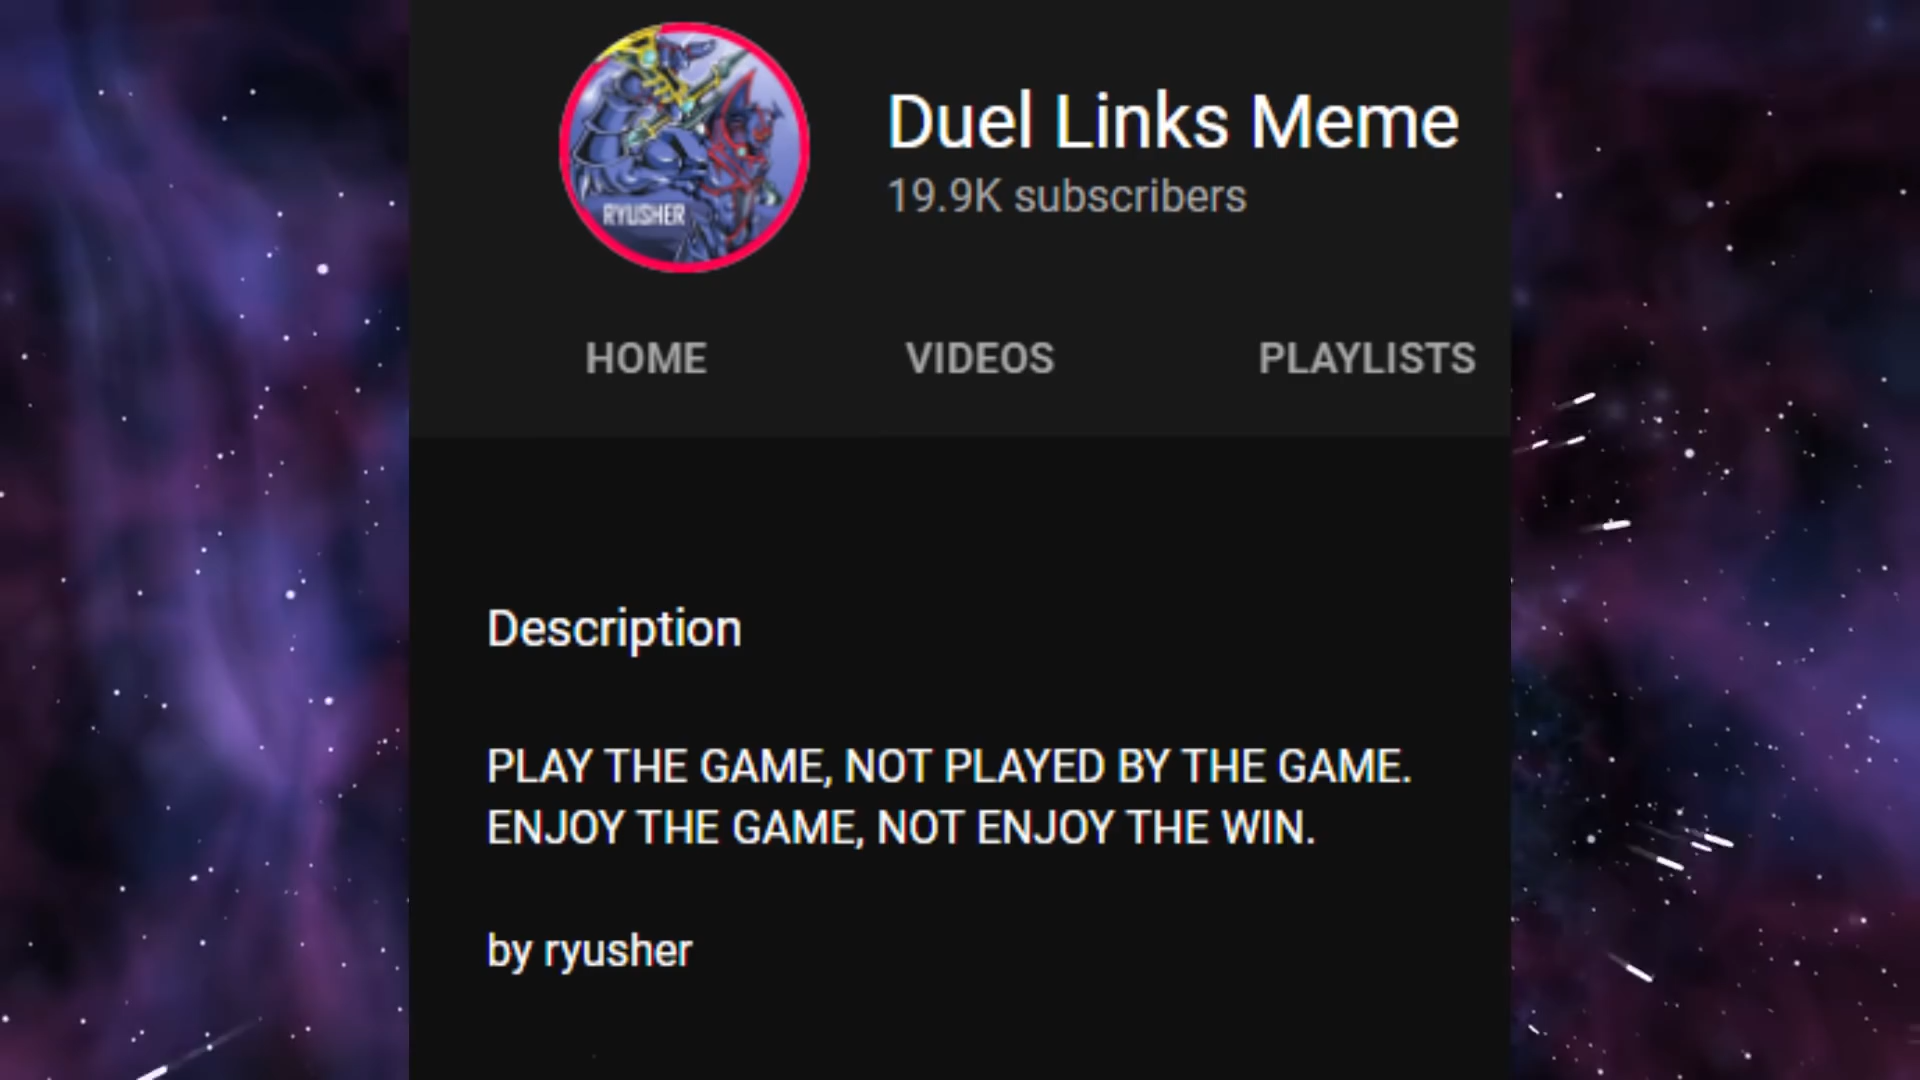 RYUSHER
Duel Links Meme
19.9K subscribers
HOME VIDEOS PLAYLISTS
Description
PLAY THE GAME, NOT PLAYED BY THE GAME.
ENJOY THE GAME, NOT ENJOY THE WIN.
by ryusher